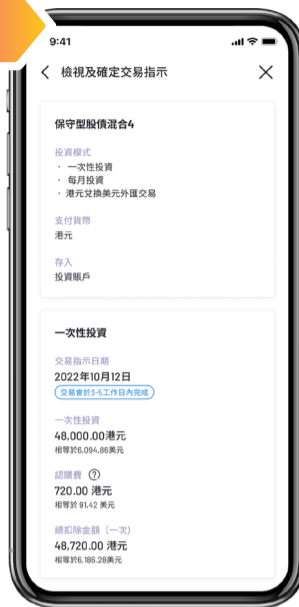 9:41
檢視及確定交易指示
保守型股債混合4
投資模式
· 一次性投資
· 每月投資
· 港元兌換美元外匯交易
支付貨幣
港元
存入
投資賬戶
一次性投資
交易指示日期
2022年10月12日
交易會於3-5工作日內完成
一次性投資
48,000.00港元
相等於6,094.86美元
認購費 ?
720.00 港元
相等於 91.42 美元
總扣除金額（一次）
48,720.00 港元
相等於6,186.28美元